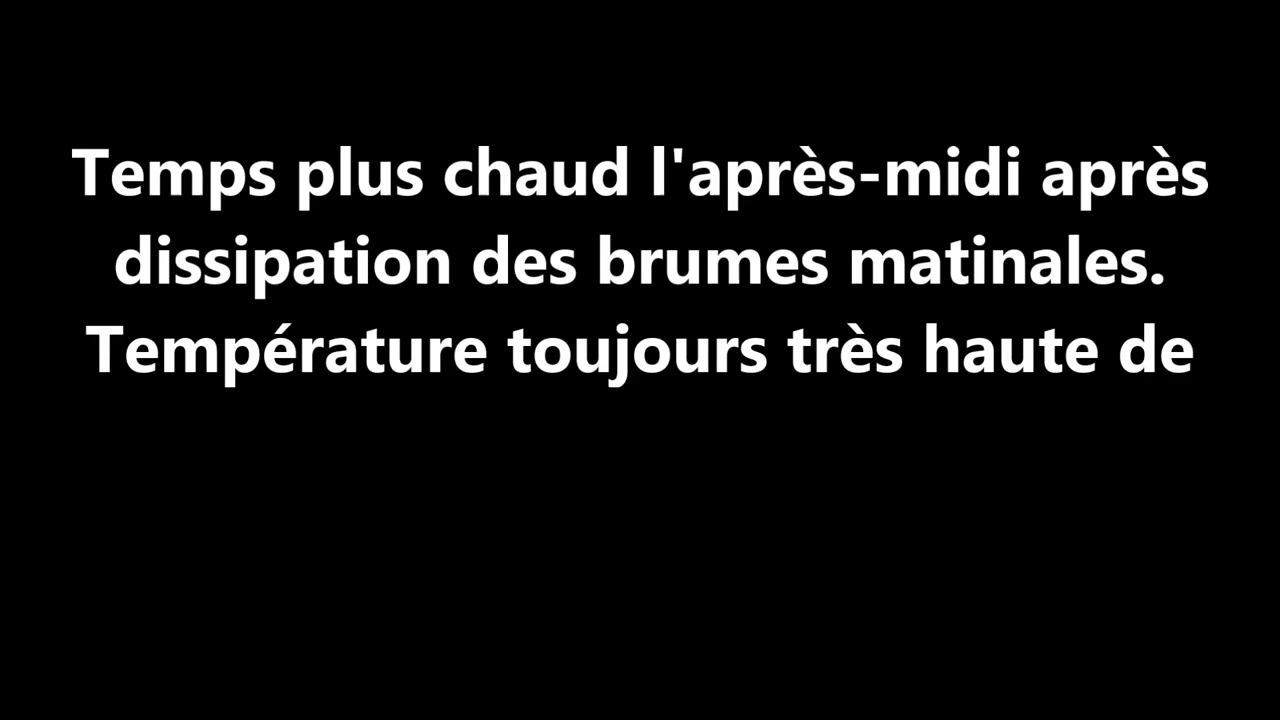 Temps plus chaud l'après-midi après
dissipation des brumes matinales.
Température toujours très haute de